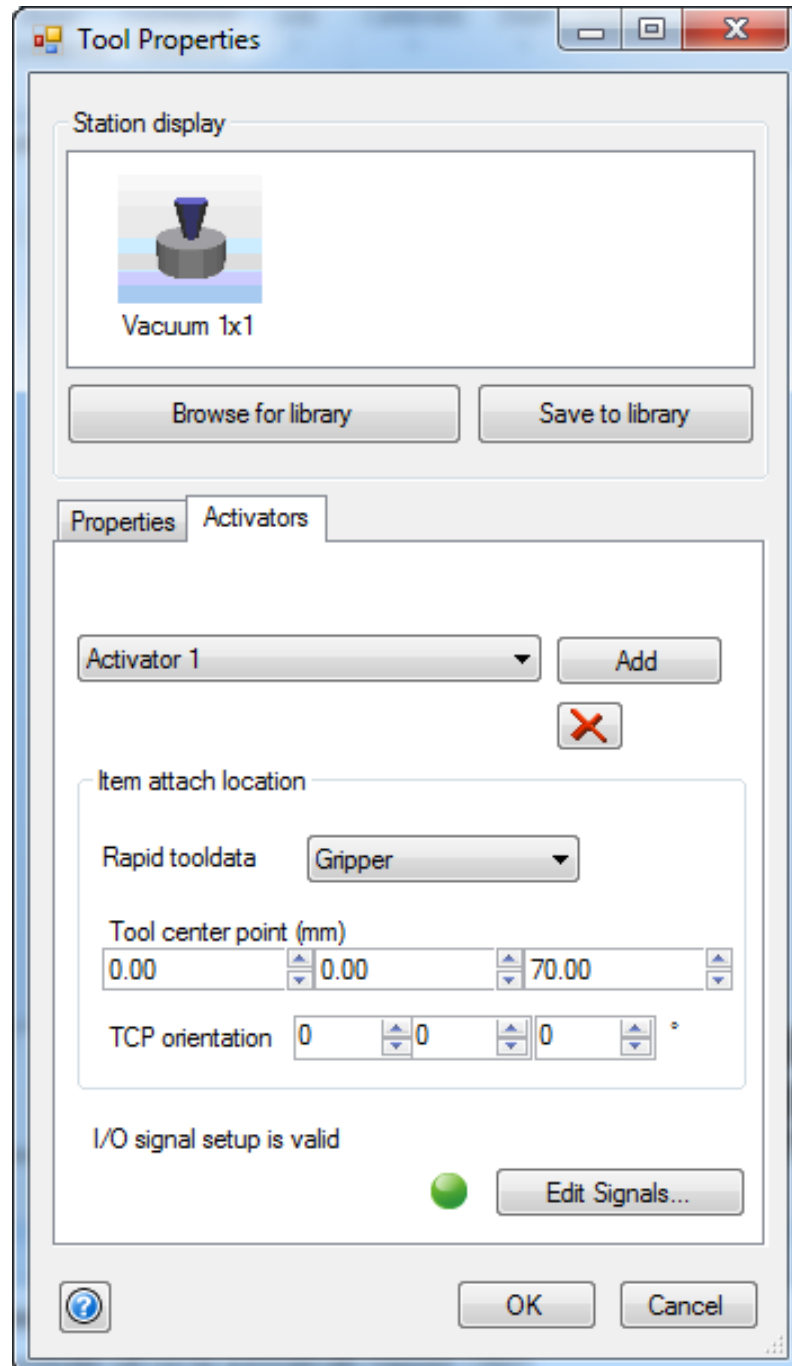 Tool Properties
Station display
Vacuum 1x1
Browse for library Save to library
Properties Activators
Activator 1 Add
Item attach location
Rapid tooldata Gripper
Tool center point (mm)
0.00 0.00 70.00
TCP orientation 0 0 0 °
I/O signal setup is valid
Edit Signals...
OK Cancel